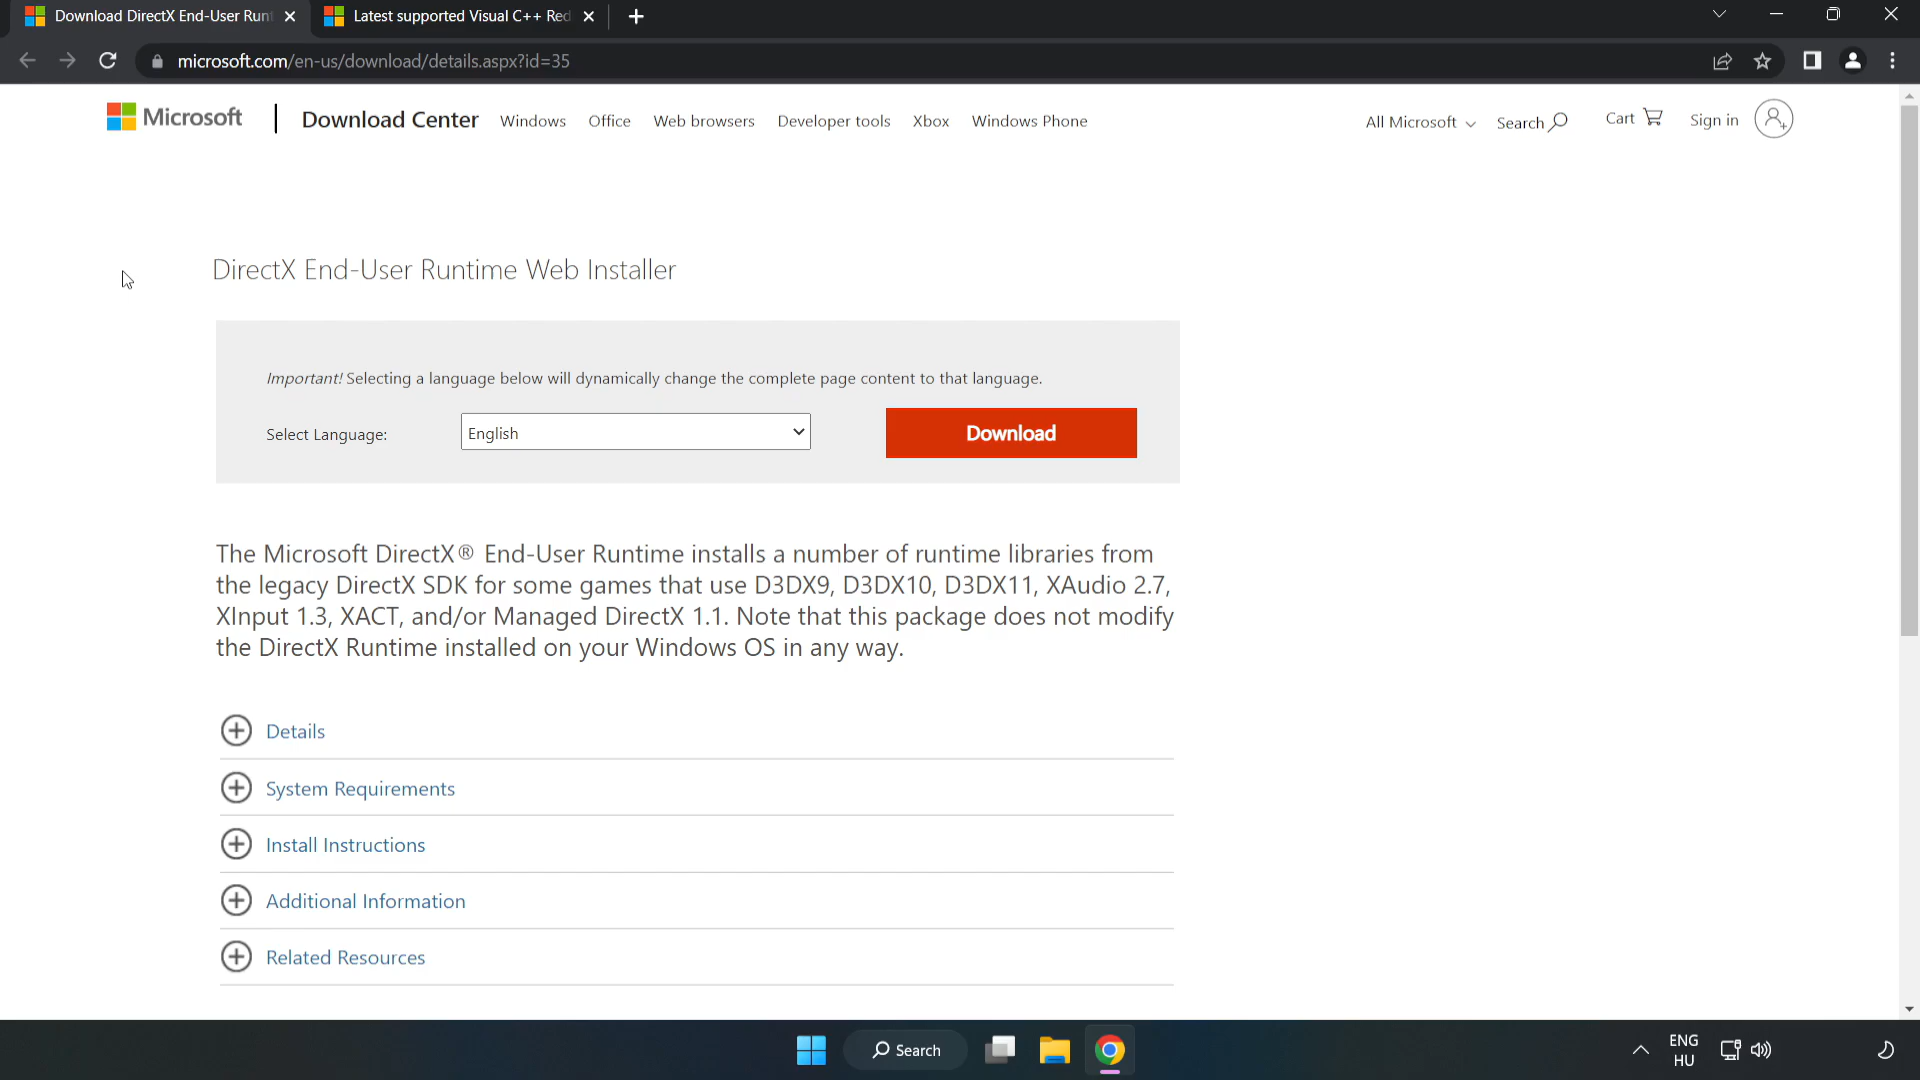 Download DirectX End-User Runt
Latest supported Visual C++ Red
microsoft.com/en-us/download/details.aspx?id=35
Microsoft
Download Center
Windows
Office
Web browsers
Developer tools
Xbox
Windows Phone
All Microsoft
Search
Cart
Sign in
DirectX End-User Runtime Web Installer
Important! Selecting a language below will dynamically change the complete page content to that language.
Select Language:
English
Download
The Microsoft DirectX® End-User Runtime installs a number of runtime libraries from
the legacy DirectX SDK for some games that use D3DX9, D3DX10, D3DX11, XAudio 2.7,
XInput 1.3, XACT, and/or Managed DirectX 1.1. Note that this package does not modify
the DirectX Runtime installed on your Windows OS in any way.
Details
System Requirements
Install Instructions
Additional Information
Related Resources
Search
ENG
HU